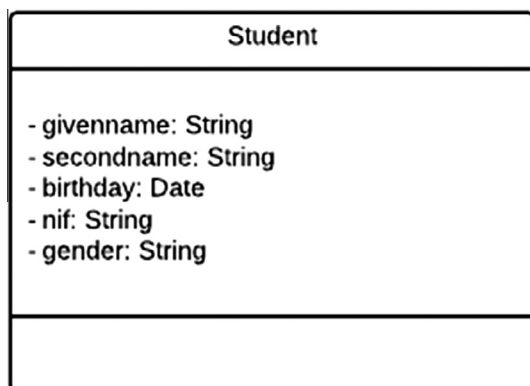 Student
- givenname: String
- secondname: String
- birthday: Date
- nif: String
- gender: String